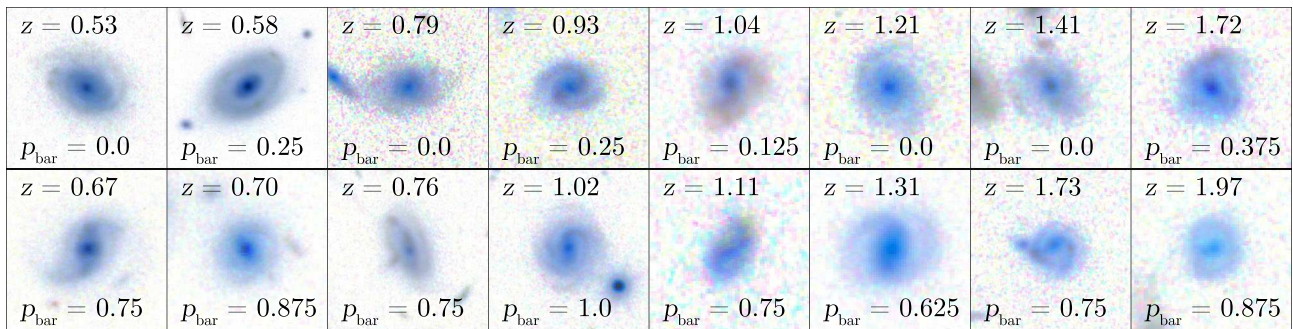 z = 0.53
p_bar = 0.0
z = 0.58
p_bar = 0.25
z = 0.79
p_bar = 0.0
z = 0.93
p_bar = 0.25
z = 1.04
p_bar = 0.125
z = 1.21
p_bar = 0.0
z = 1.41
p_bar = 0.0
z = 1.72
p_bar = 0.375
z = 0.67
p_bar = 0.75
z = 0.70
p_bar = 0.875
z = 0.76
p_bar = 0.75
z = 1.02
p_bar = 1.0
z = 1.11
p_bar = 0.75
z = 1.31
p_bar = 0.625
z = 1.73
p_bar = 0.75
z = 1.97
p_bar = 0.875